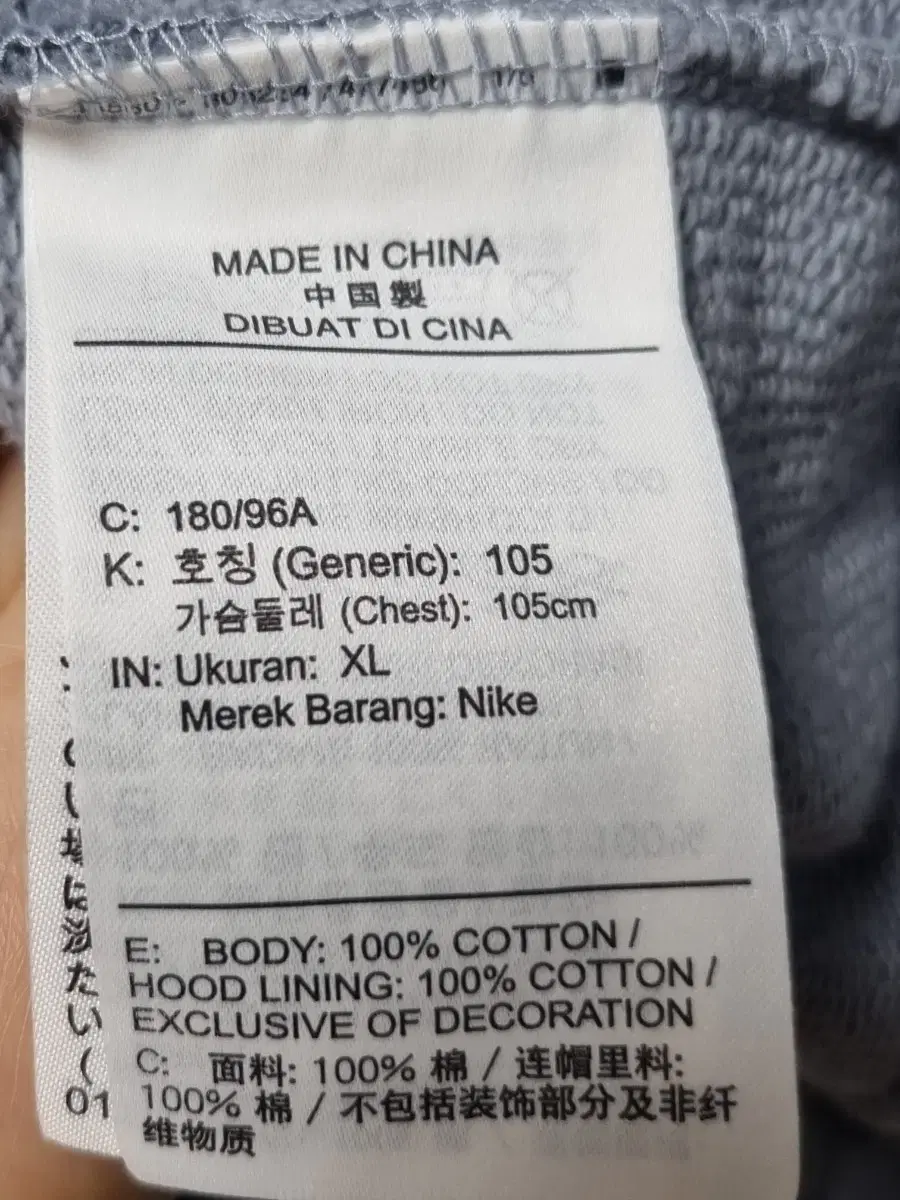 MADE IN CHINA
中国製
DIBUAT DI CINA
C: 180/96A
K: 호칭 (Generic): 105
가슴둘레 (Chest): 105cm
IN: Ukuran: XL
Merek Barang: Nike
E: BODY: 100% COTTON /
HOOD LINING: 100% COTTON /
EXCLUSIVE OF DECORATION
C: 面料: 100% 棉 / 连帽里料:
100% 棉 / 不包括装饰部分及非纤
维物质
た
い
(
01